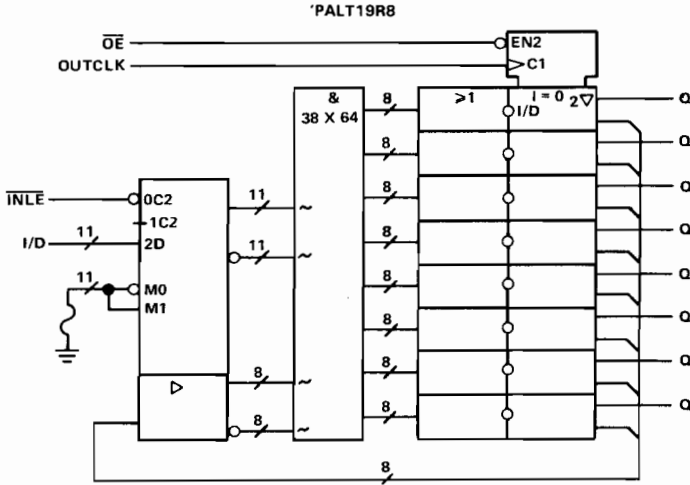 'PALT19R8
OE
EN2
OUTCLK
C1
&
38 X 64
8
≥1
I = 0
2▽
I/D
Q
8
Q
INLE
0C2
11
~
8
Q
1C2
I/D
11
2D
11
~
8
Q
11
M0
8
Q
M1
8
Q
▷
8
~
8
Q
8
~
8
Q
8